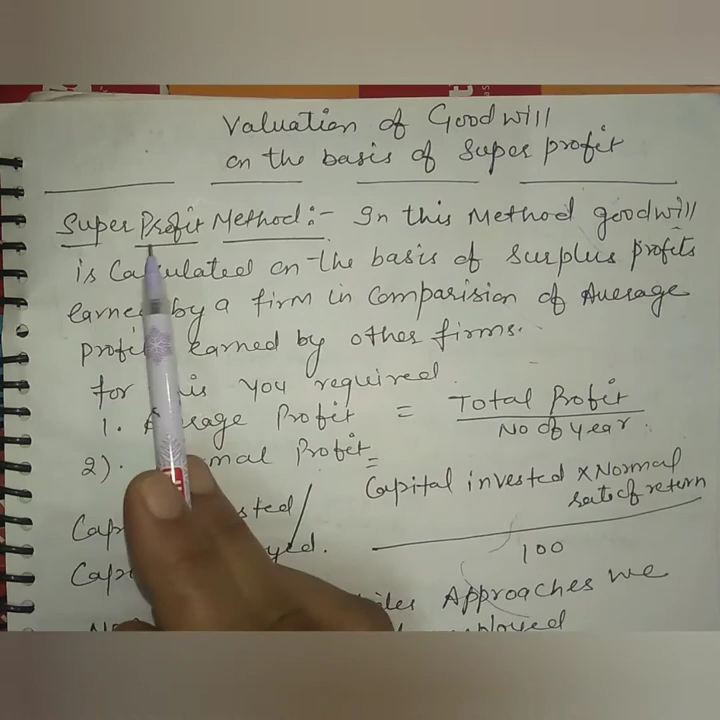 Valuation of Goodwill
on the basis of Super profit
Super Profit Method:- In this Method goodwill
is Calculated on the basis of Surplus profits
earned by a firm in Comparision of Average
profit earned by other firms.
for this you required.
1. Average Profit = Total Profit / No of year.
2). Normal Profit =
Capital invested × Normal
rate of return
100
Capital
Capital
Approaches we